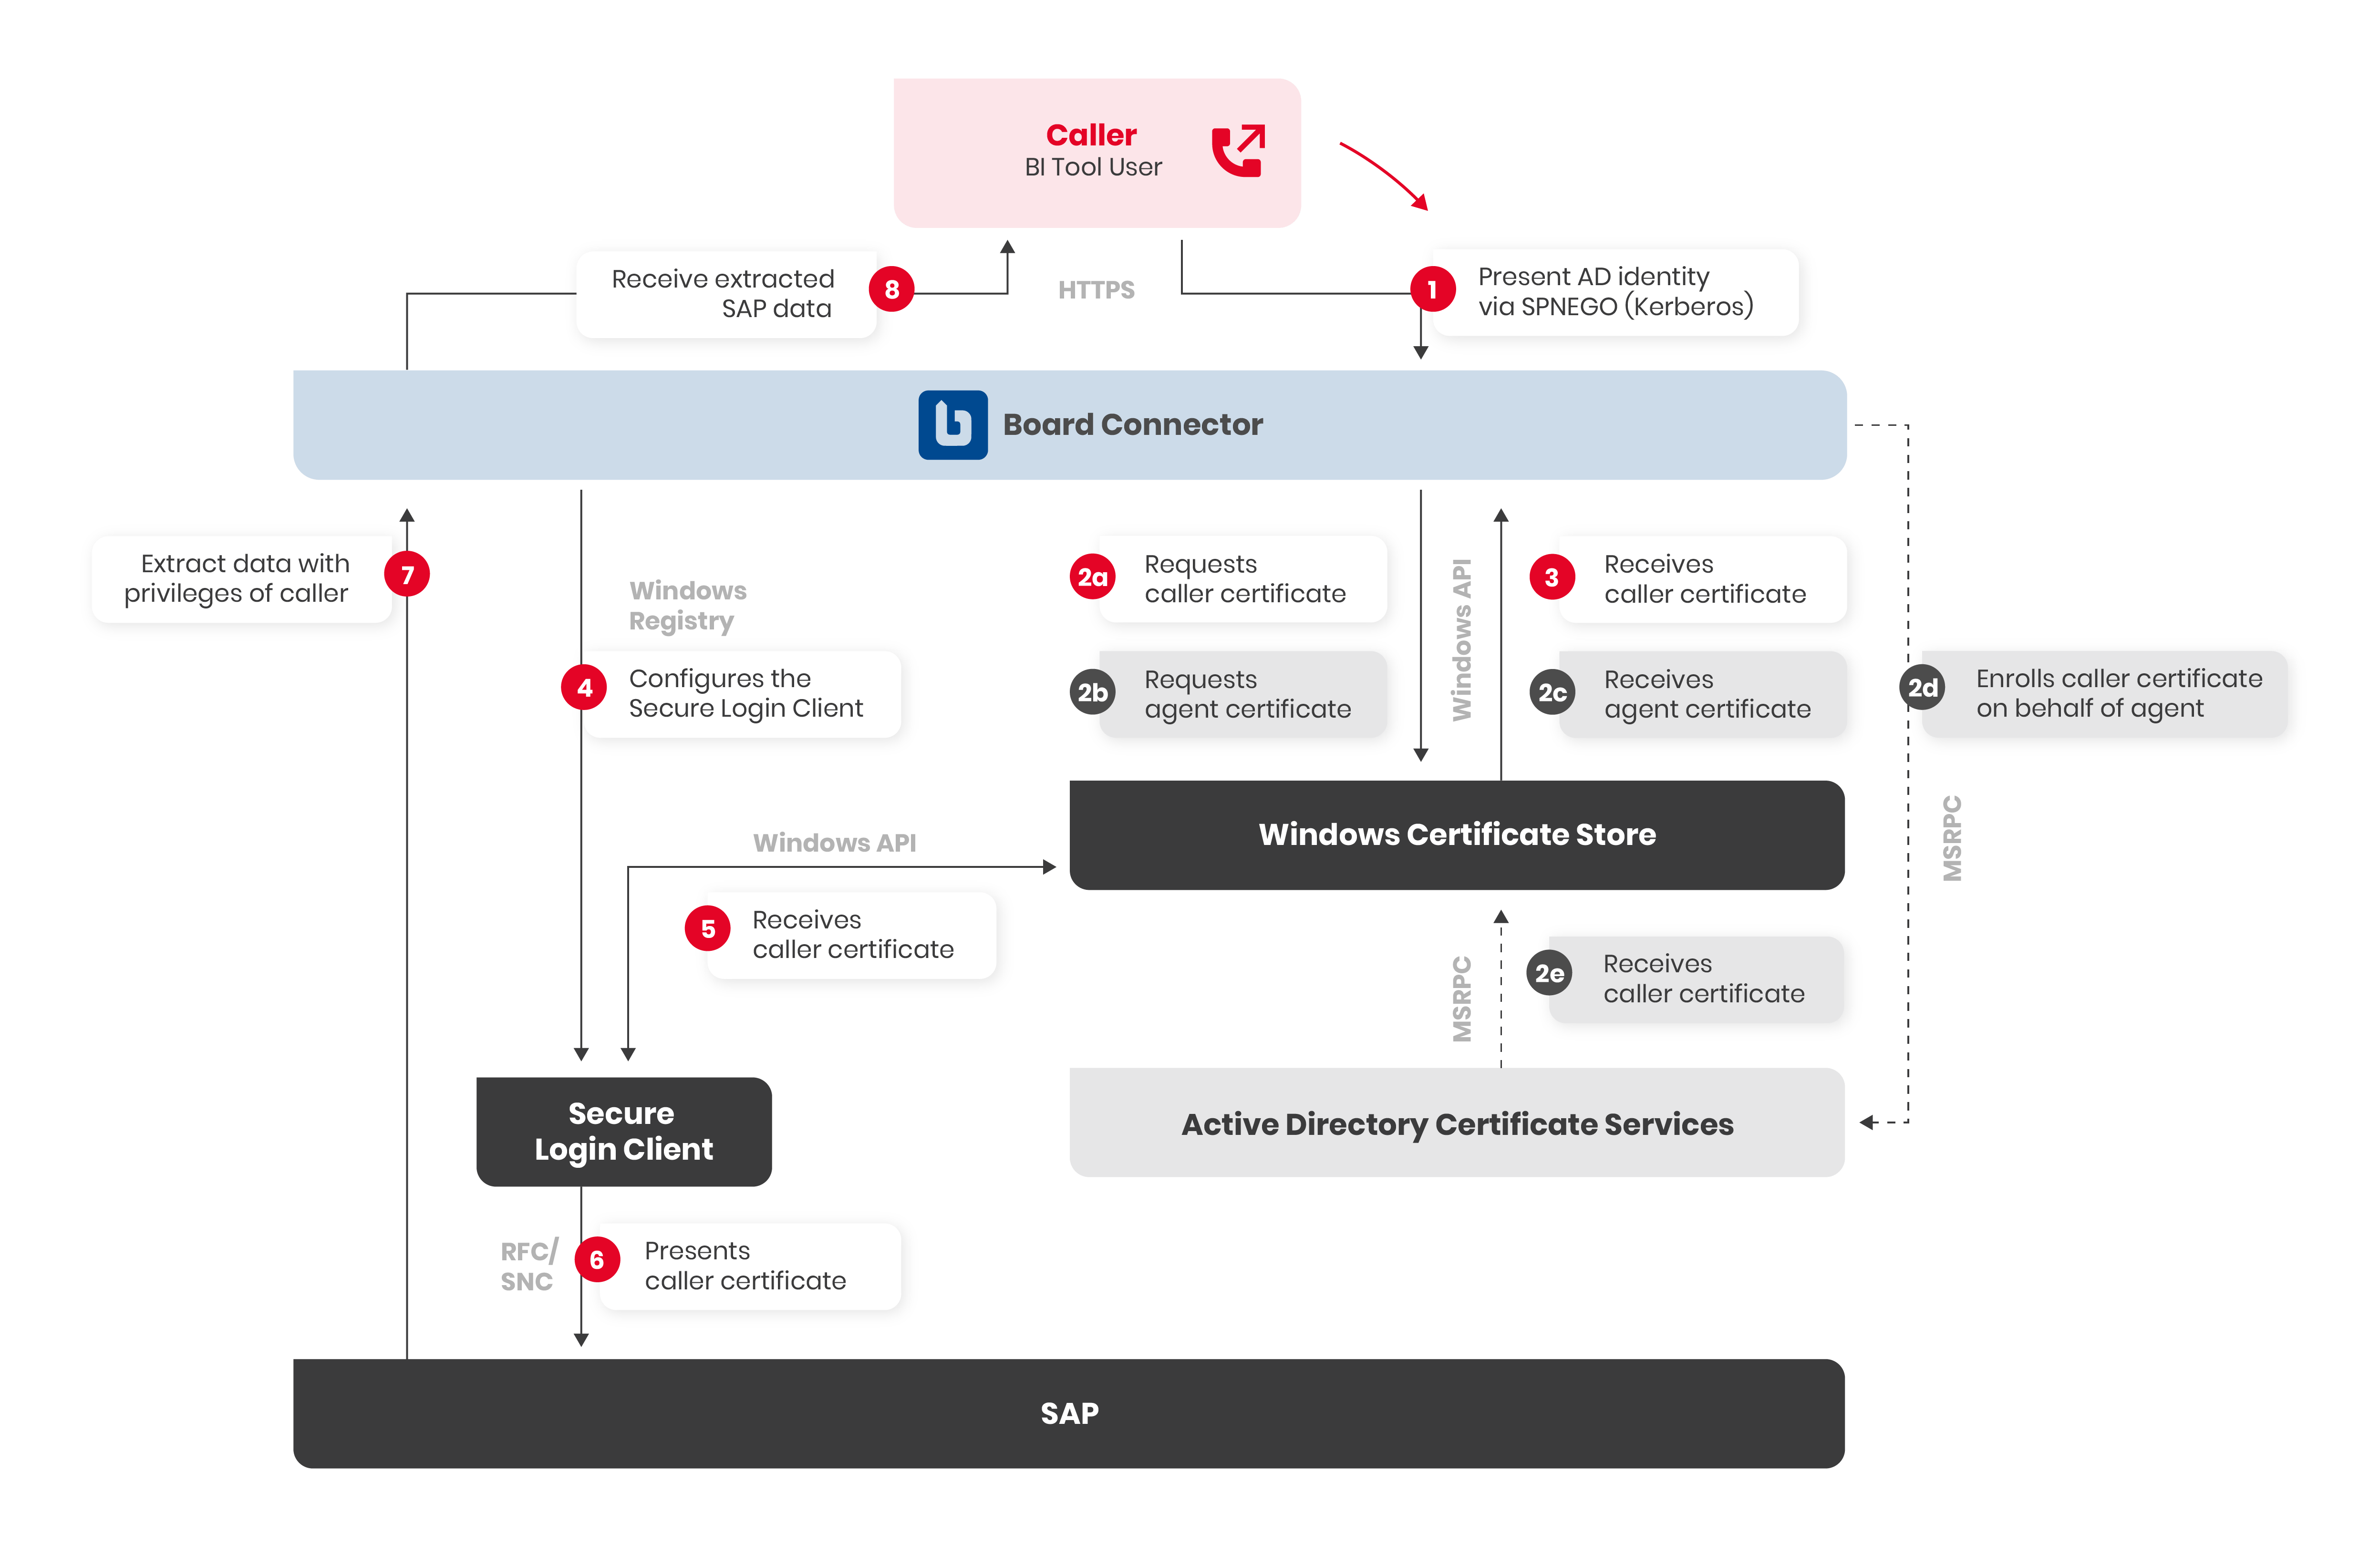 Caller
BI Tool User
Receive extracted
SAP data
8
HTTPS
1
Present AD identity
via SPNEGO (Kerberos)
Board Connector
Extract data with
privileges of caller
7
Windows
Registry
4
Configures the
Secure Login Client
2a
Requests
caller certificate
2b
Requests
agent certificate
Windows API
3
Receives
caller certificate
2c
Receives
agent certificate
2d
Enrolls caller certificate
on behalf of agent
MSRPC
Windows Certificate Store
Windows API
5
Receives
caller certificate
MSRPC
2e
Receives
caller certificate
Secure
Login Client
Active Directory Certificate Services
RFC/
SNC
6
Presents
caller certificate
SAP